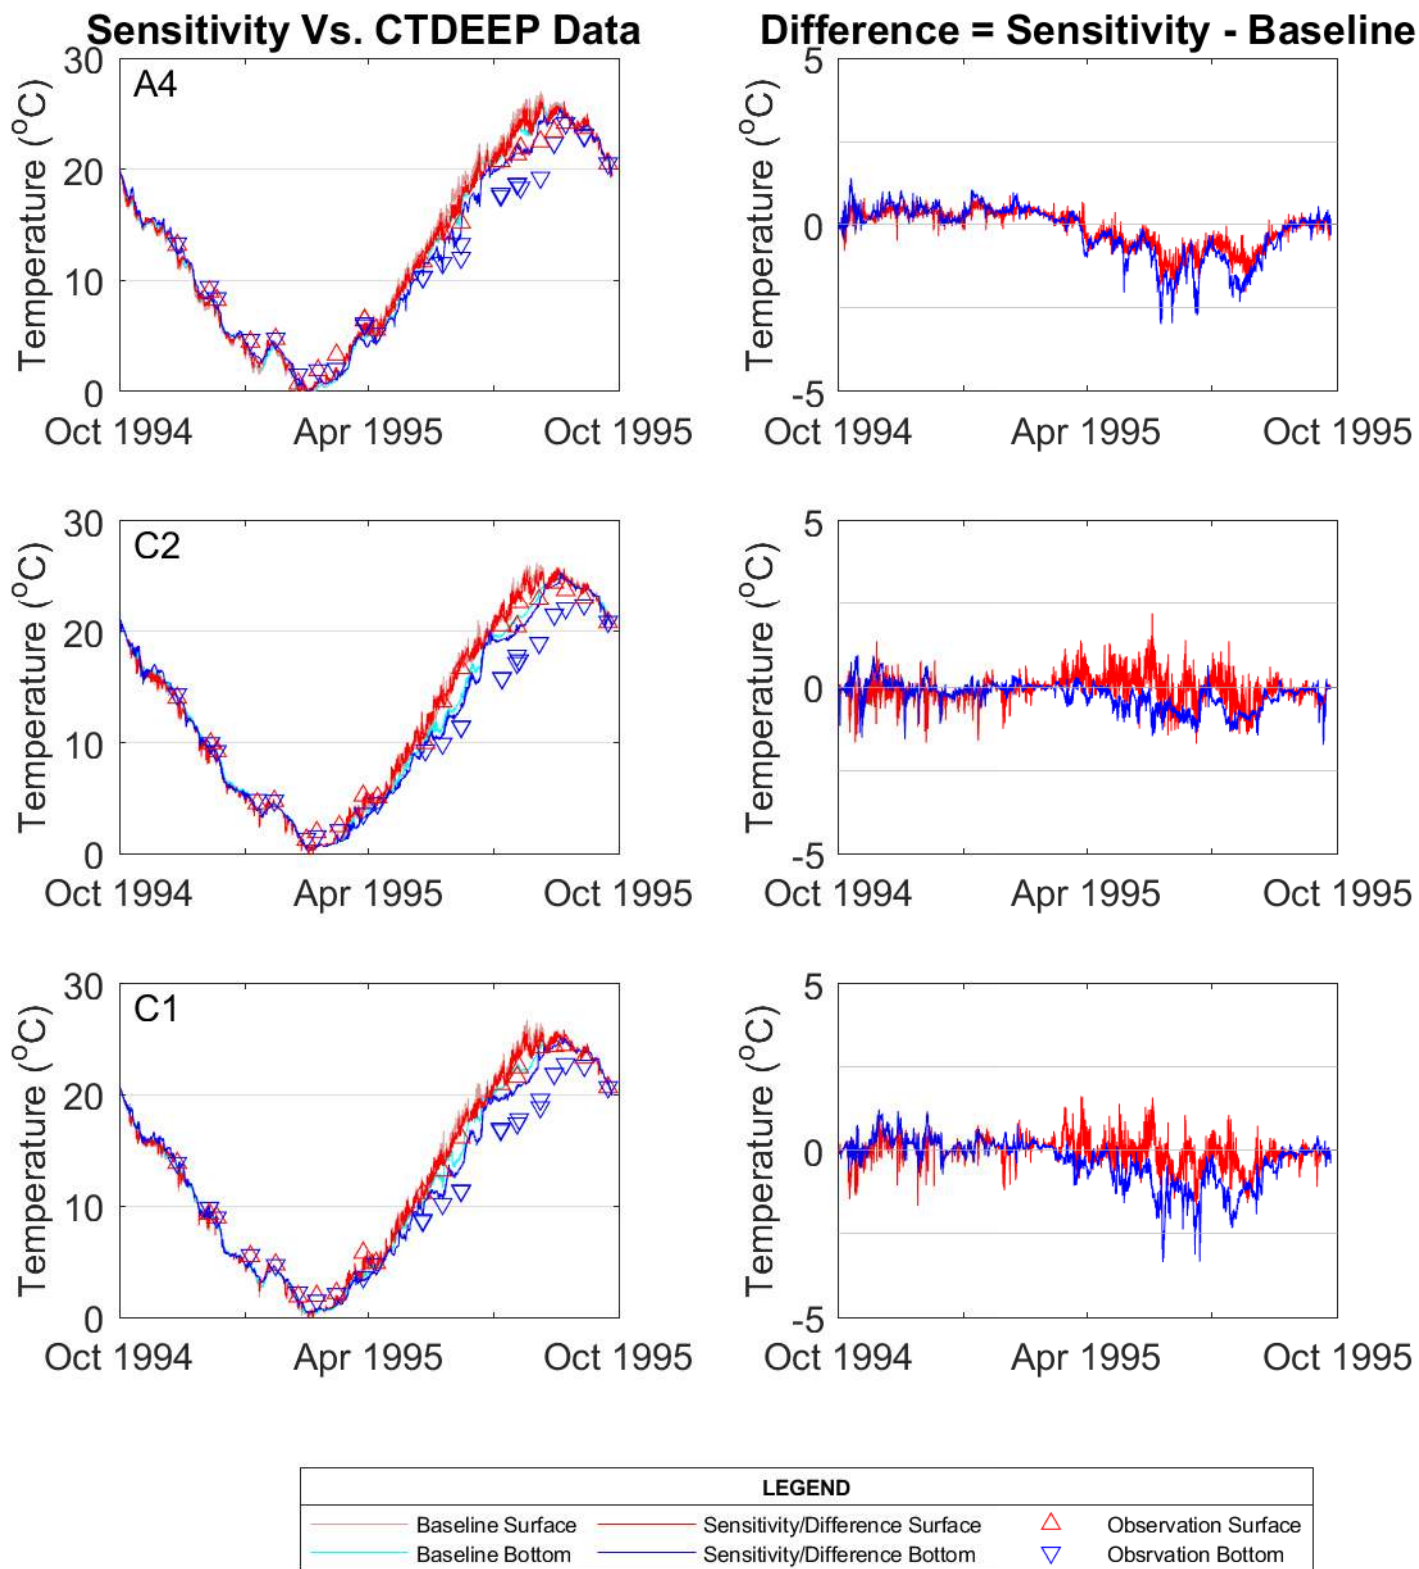 Sensitivity Vs. CTDEEP Data
Difference = Sensitivity - Baseline
A4
Temperature (°C)
30
20
10
0
Oct 1994 Apr 1995 Oct 1995
Temperature (°C)
5
0
-5
Oct 1994 Apr 1995 Oct 1995
C2
Temperature (°C)
30
20
10
0
Oct 1994 Apr 1995 Oct 1995
Temperature (°C)
5
0
-5
Oct 1994 Apr 1995 Oct 1995
C1
Temperature (°C)
30
20
10
0
Oct 1994 Apr 1995 Oct 1995
Temperature (°C)
5
0
-5
Oct 1994 Apr 1995 Oct 1995
LEGEND
Baseline Surface Sensitivity/Difference Surface Observation Surface
Baseline Bottom Sensitivity/Difference Bottom Obsrvation Bottom